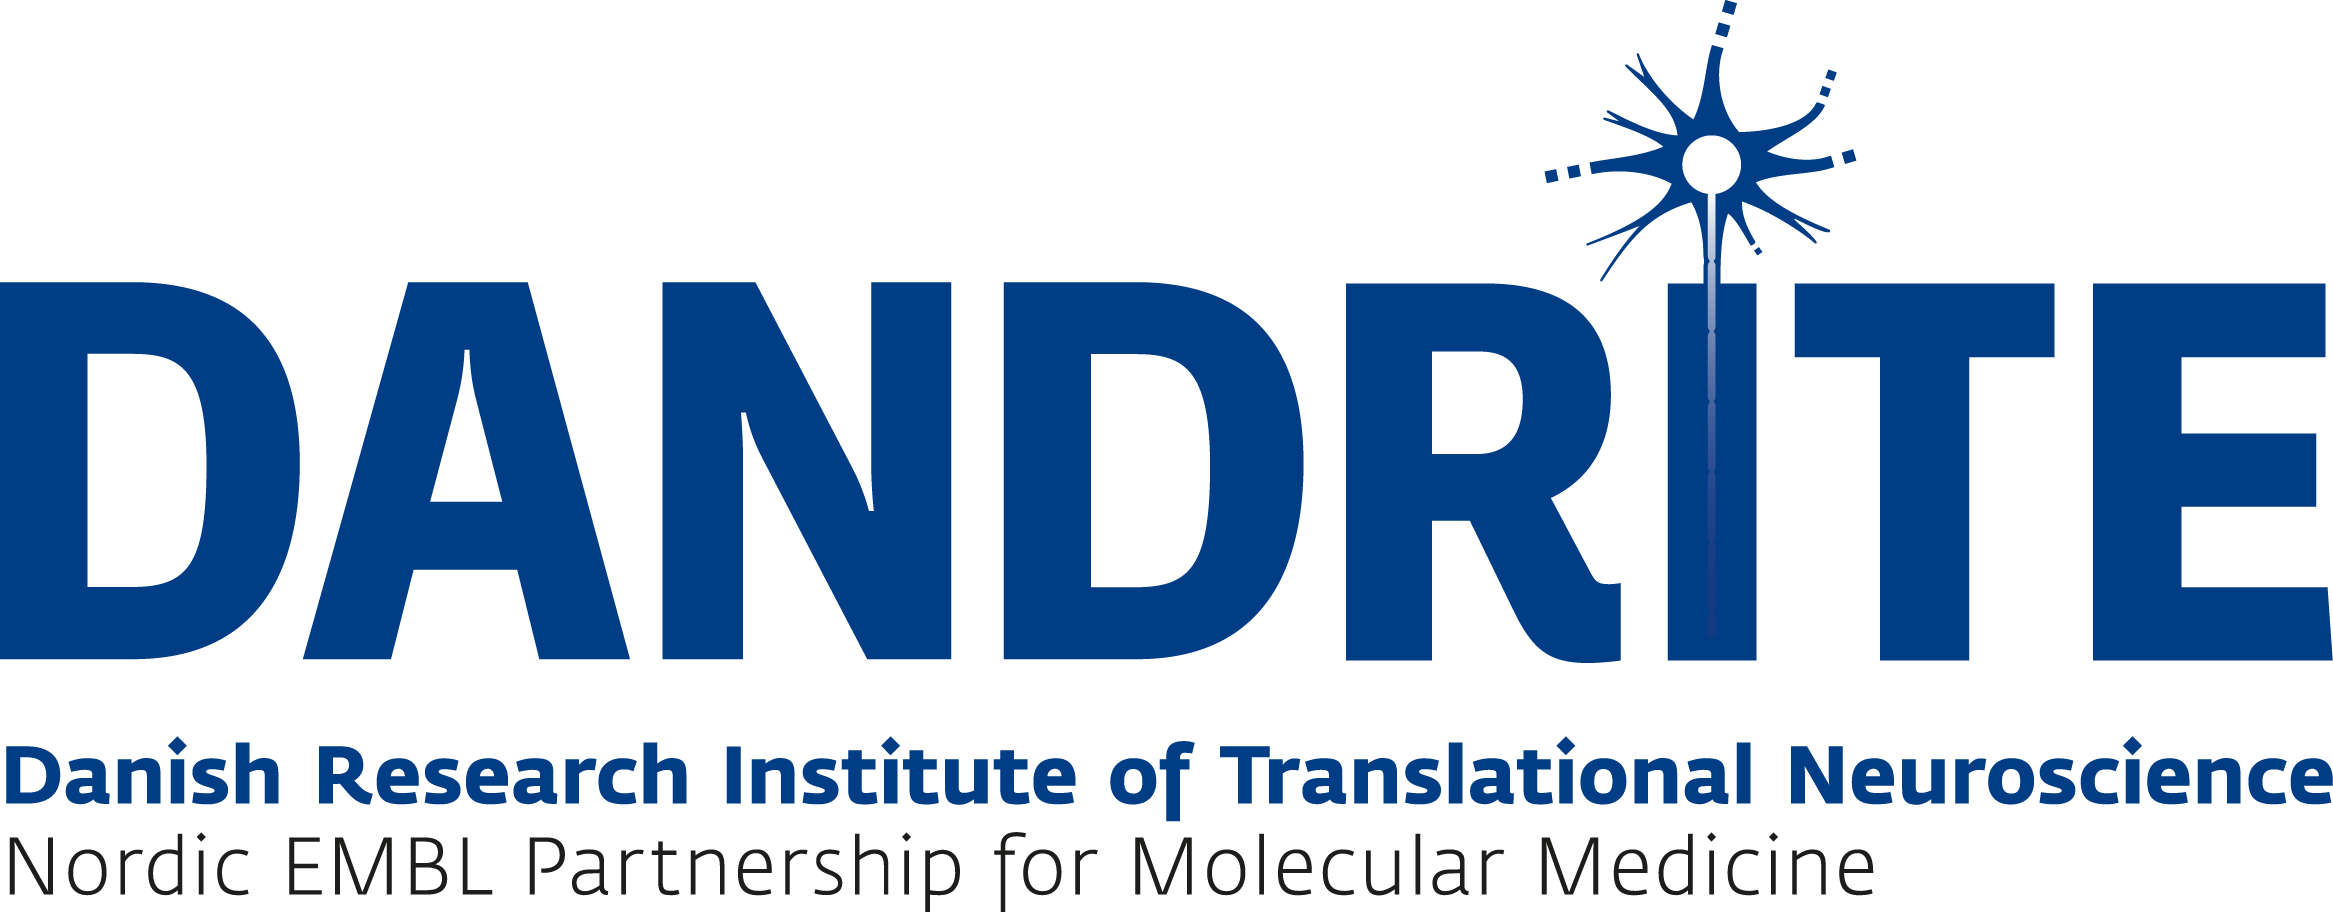 DANDRITE
Danish Research Institute of Translational Neuroscience
Nordic EMBL Partnership for Molecular Medicine